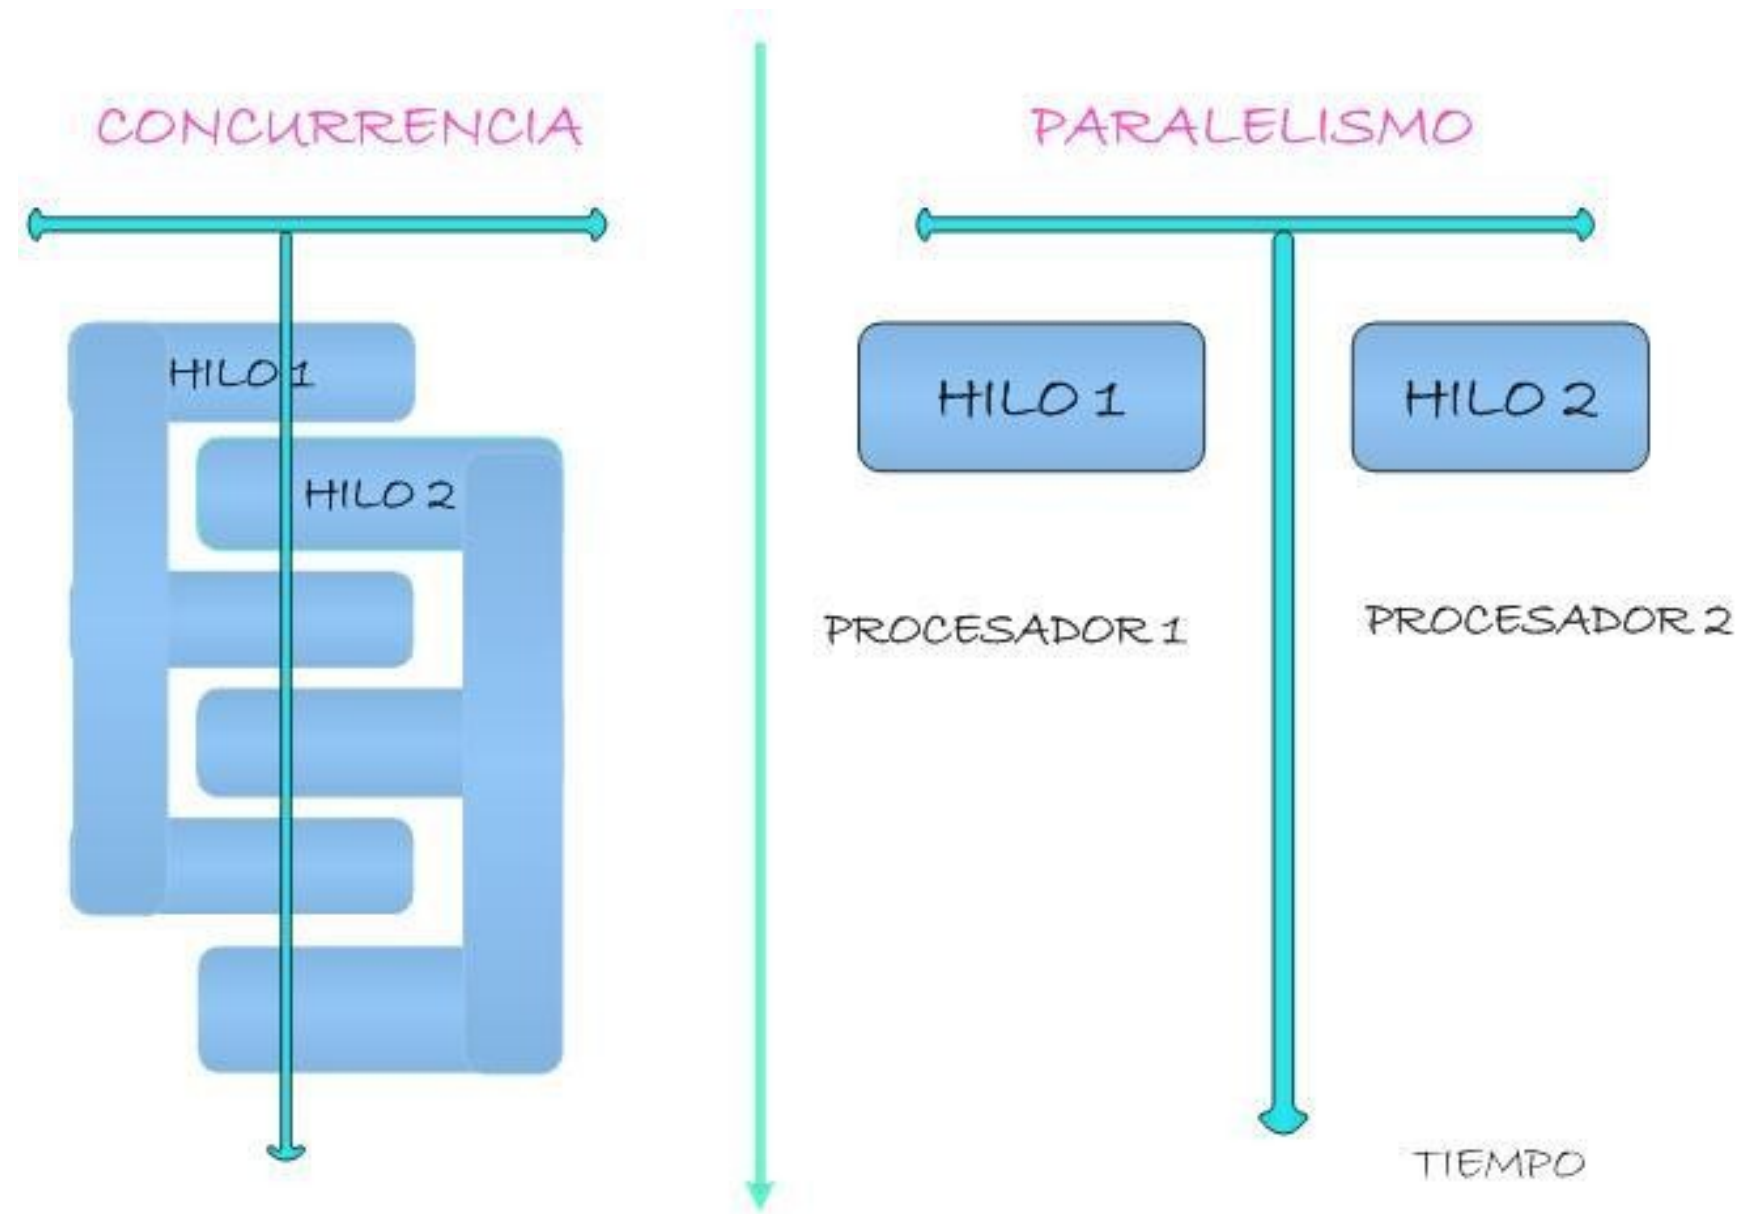 CONCURRENCIA
HILO 1
HILO 2
PARALELISMO
HILO 1
HILO 2
PROCESADOR 1
PROCESADOR 2
TIEMPO